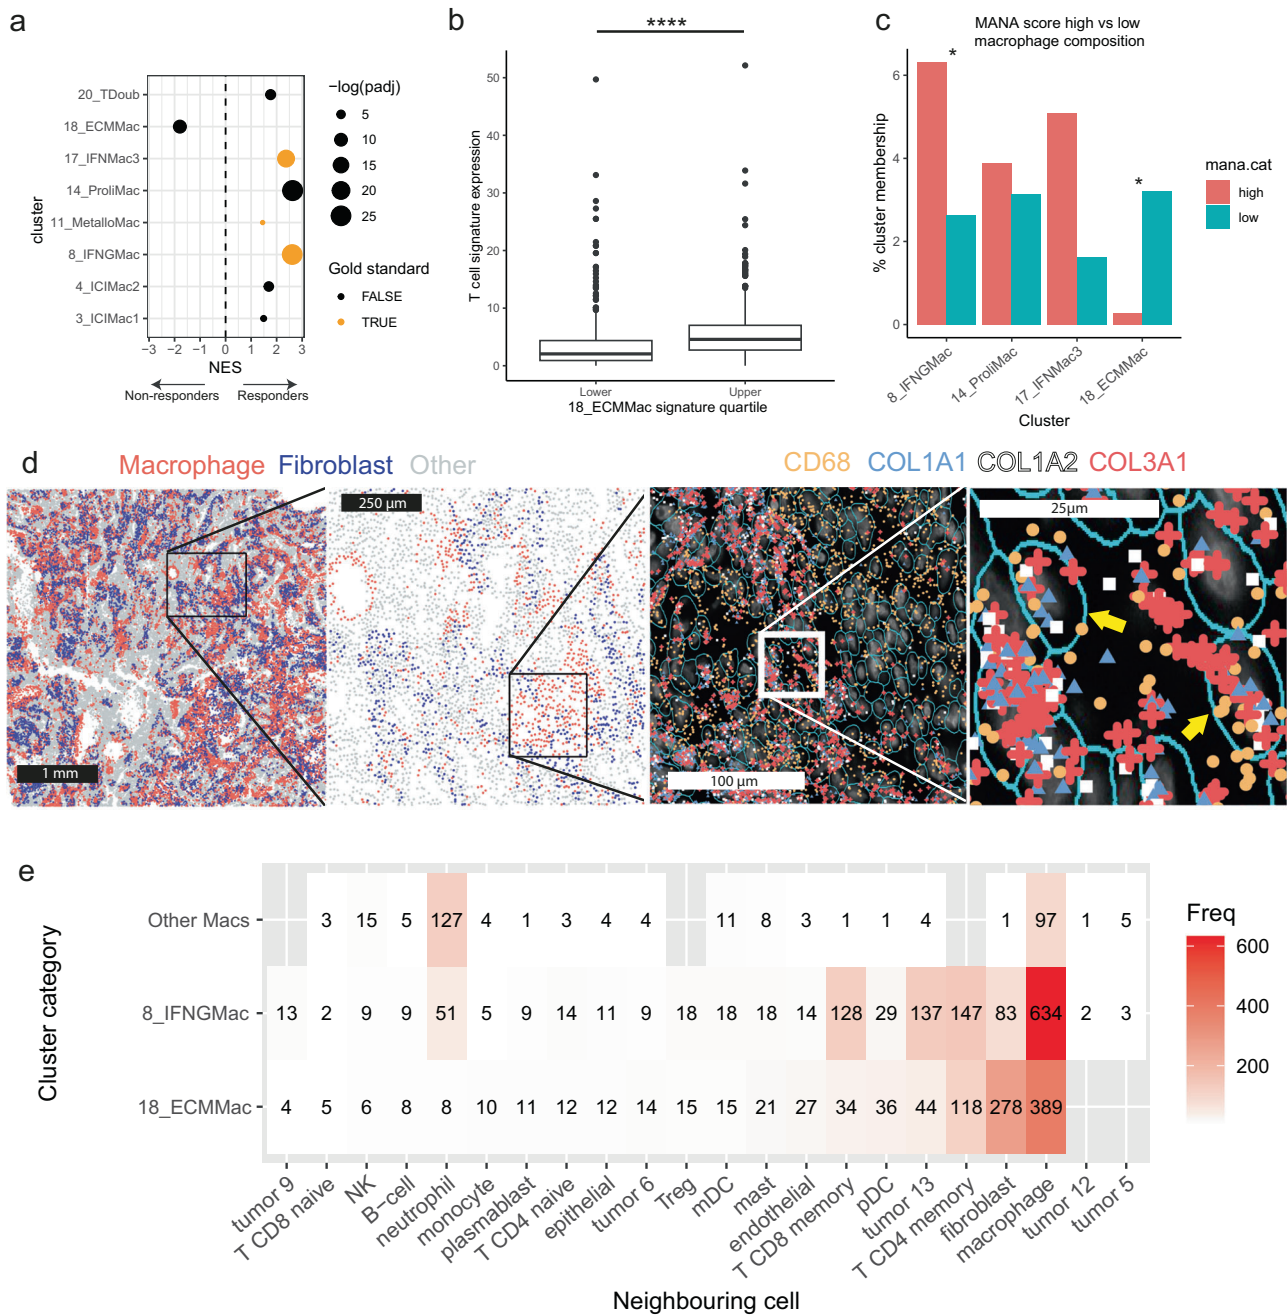 a
20_TDoub
18_ECMMac
17_IFNMac3
14_ProliMac
11_MetalloMac
8_IFNGMac
4_ICIMac2
3_ICIMac1
cluster
−3 −2 −1 0 1 2 3
NES
Non-responders Responders
−log(padj)
5
10
15
20
25
Gold standard
FALSE
TRUE
b
****
T cell signature expression
50
40
30
20
10
0
Lower Upper
18_ECMMac signature quartile
c
MANA score high vs low
macrophage composition
% cluster membership
6
4
2
0
*
*
8_IFNGMac
14_ProliMac
17_IFNMac3
18_ECMMac
Cluster
mana.cat
high
low
d
Macrophage Fibroblast Other
CD68 COL1A1 COL1A2 COL3A1
1 mm
250 µm
100 µm
25µm
e
Cluster category
Other Macs 3 15 5 127 4 1 3 4 4 11 8 3 1 1 4 1 97 1 5
8_IFNGMac 13 2 9 9 51 5 9 14 11 9 18 18 18 14 128 29 137 147 83 634 2 3
18_ECMMac 4 5 6 8 8 10 11 12 12 14 15 15 21 27 34 36 44 118 278 389
tumor 9
T CD8 naive
NK
B-cell
neutrophil
monocyte
plasmablast
T CD4 naive
epithelial
tumor 6
Treg
mDC
mast
endothelial
T CD8 memory
pDC
tumor 13
T CD4 memory
fibroblast
macrophage
tumor 12
tumor 5
Neighbouring cell
Freq
600
400
200